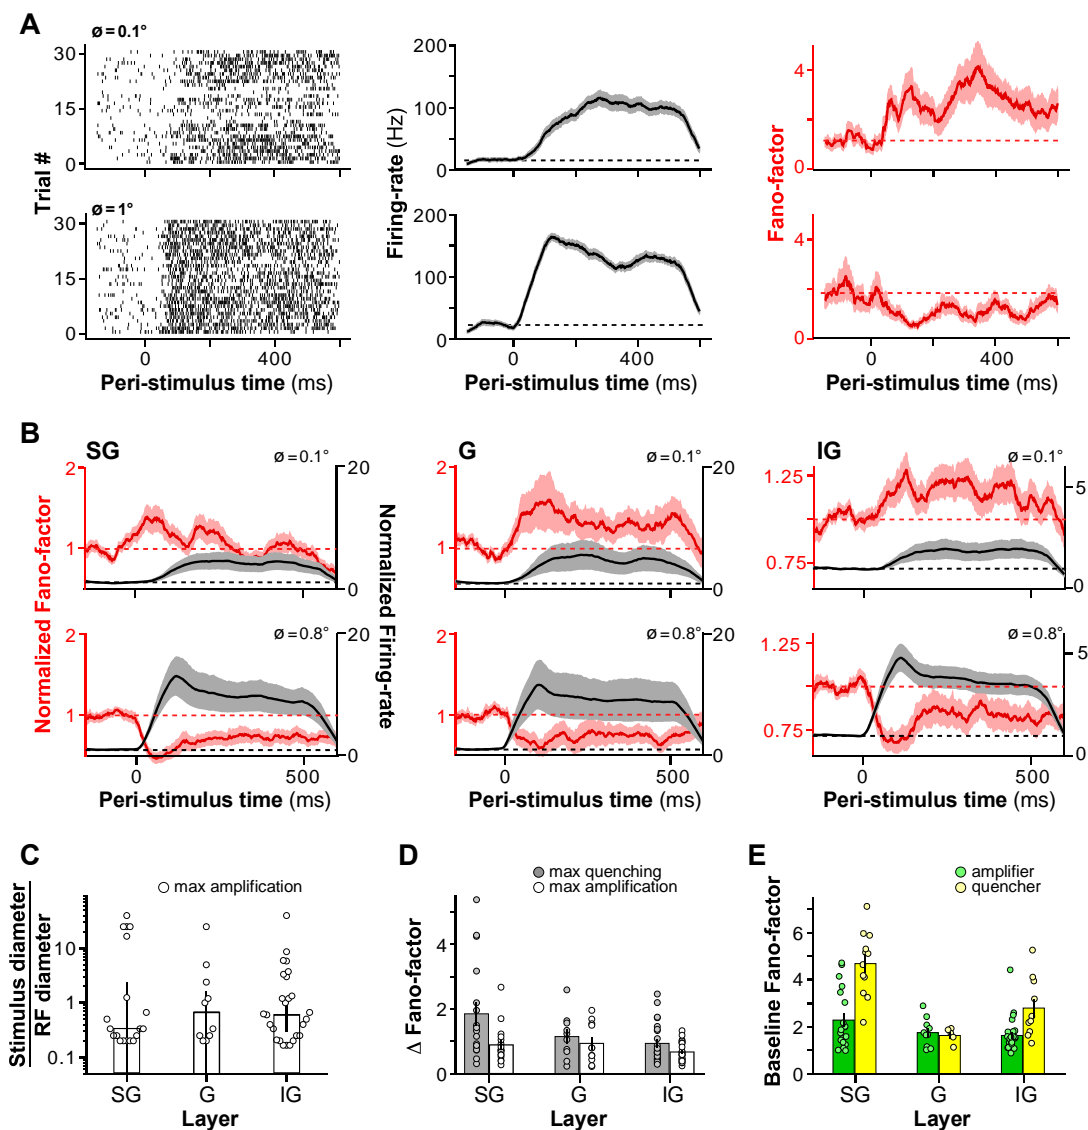 A
ø = 0.1°
30
15
0
Trial #
ø = 1°
30
15
0
0
400
Peri-stimulus time (ms)
200
100
0
Firing-rate (Hz)
200
100
0
0
400
Peri-stimulus time (ms)
4
2
0
Fano-factor
4
2
0
0
400
Peri-stimulus time (ms)
B
SG
ø = 0.1°
2
1
20
0
Normalized Fano-factor
Normalized Firing-rate
ø = 0.8°
2
1
20
0
0
500
Peri-stimulus time (ms)
G
ø = 0.1°
2
1
20
0
ø = 0.8°
2
1
20
0
0
500
Peri-stimulus time (ms)
IG
ø = 0.1°
1.25
1
0.75
5
0
ø = 0.8°
1.25
1
0.75
5
0
0
500
Peri-stimulus time (ms)
C
max amplification
Stimulus diameter
RF diameter
10
1
0.1
SG G IG
Layer
D
max quenching
max amplification
Δ Fano-factor
4
2
0
SG G IG
Layer
E
amplifier
quencher
Baseline Fano-factor
6
4
2
0
SG G IG
Layer